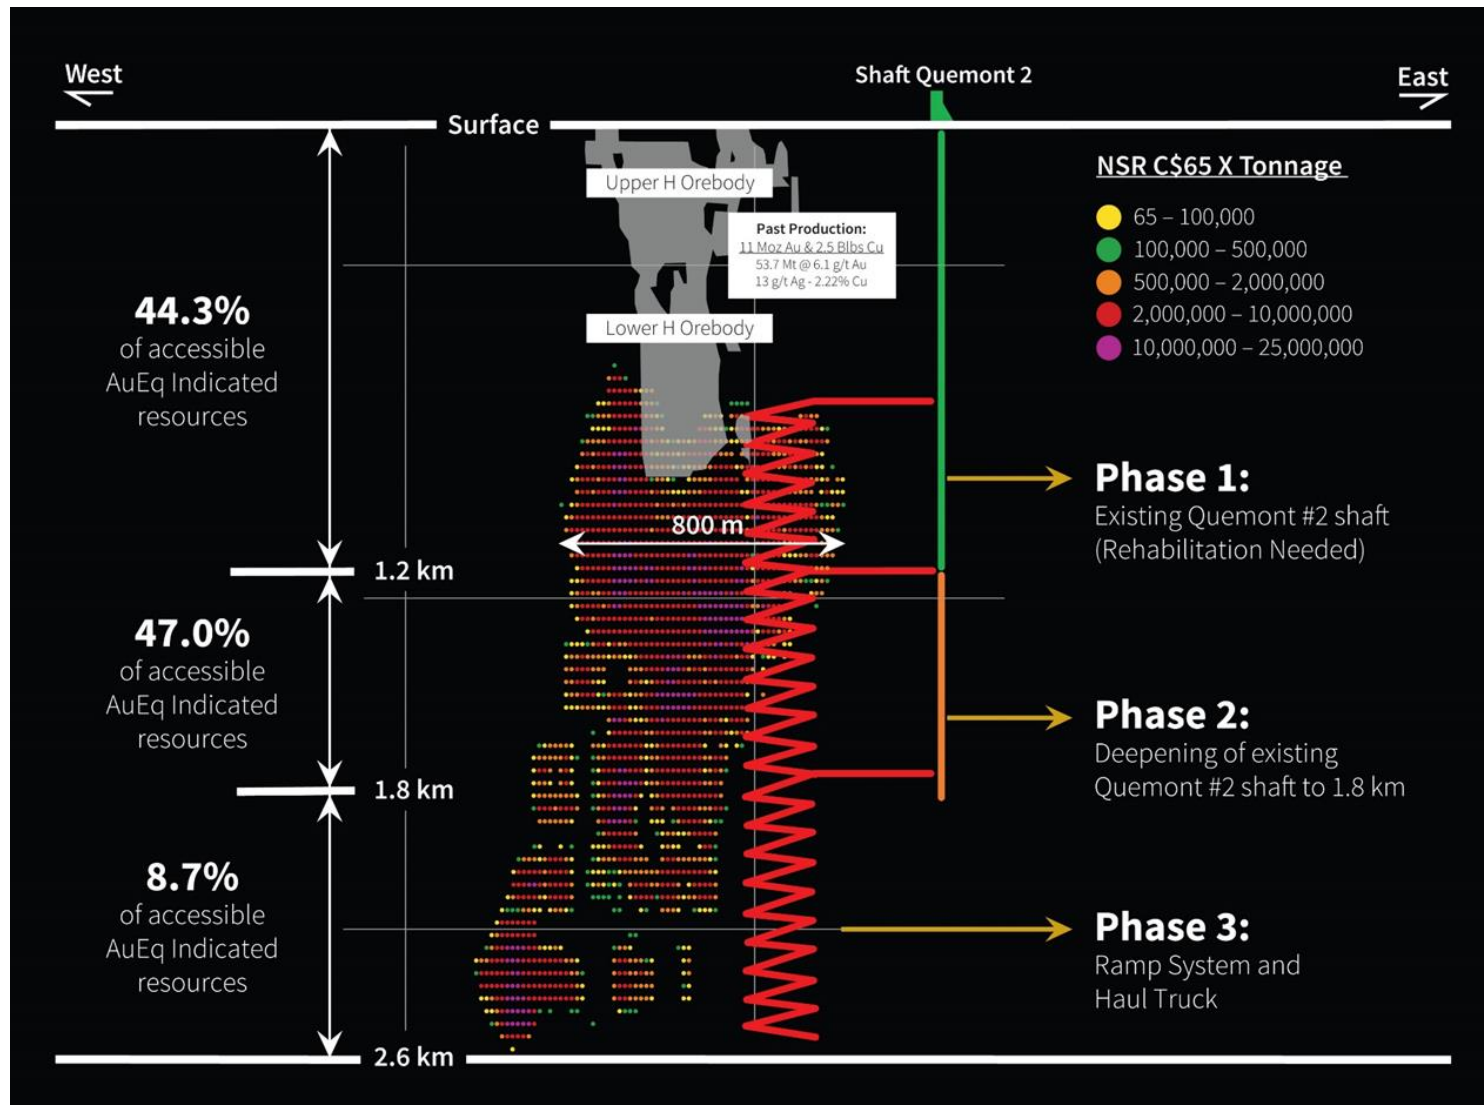 West
Shaft Quemont 2
East
Surface
Upper H Orebody
Past Production:
11 Moz Au & 2.5 Blbs Cu
53.7 Mt @ 6.1 g/t Au
13 g/t Ag - 2.22% Cu
Lower H Orebody
NSR C$65 X Tonnage
65 – 100,000
100,000 – 500,000
500,000 – 2,000,000
2,000,000 – 10,000,000
10,000,000 – 25,000,000
44.3%
of accessible
AuEq Indicated
resources
800 m
1.2 km
Phase 1:
Existing Quemont #2 shaft
(Rehabilitation Needed)
47.0%
of accessible
AuEq Indicated
resources
1.8 km
Phase 2:
Deepening of existing
Quemont #2 shaft to 1.8 km
8.7%
of accessible
AuEq Indicated
resources
Phase 3:
Ramp System and
Haul Truck
2.6 km